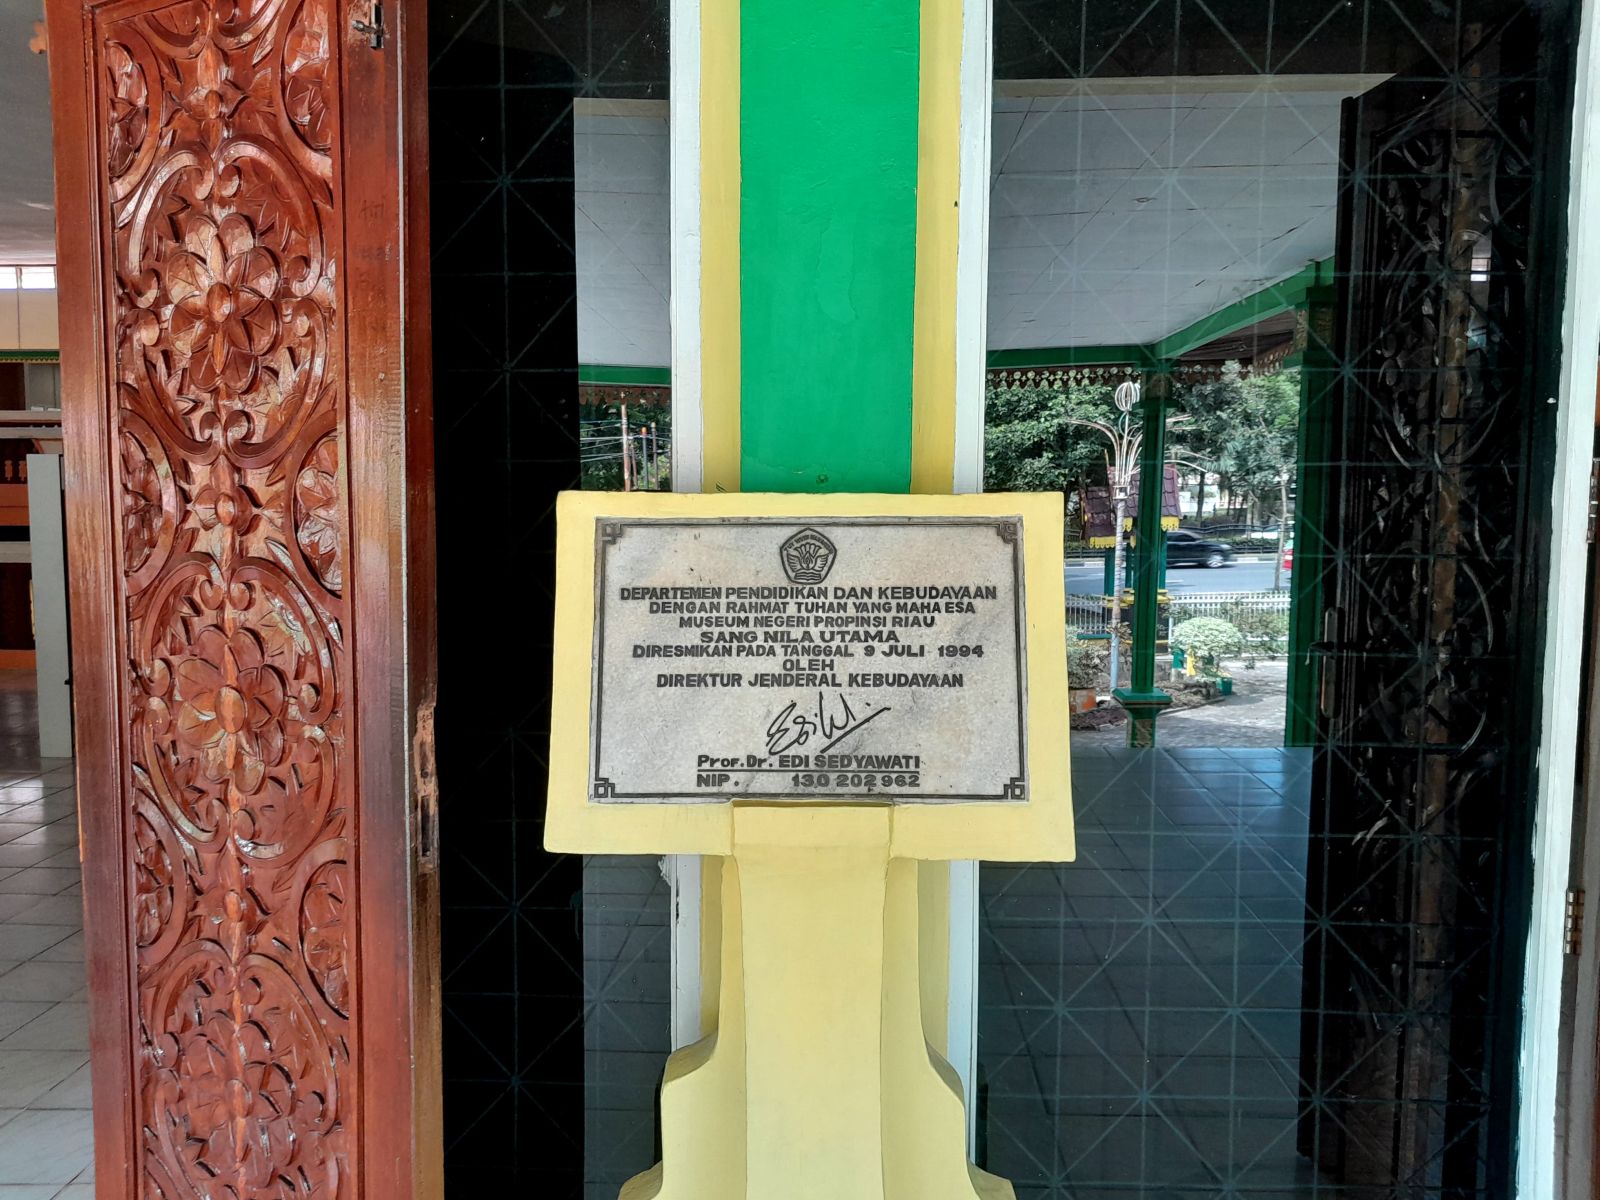 DEPARTEMEN PENDIDIKAN DAN KEBUDAYAAN
DENGAN RAHMAT TUHAN YANG MAHA ESA
MUSEUM NEGERI PROPINSI RIAU
SANG NILA UTAMA
DIRESMIKAN PADA TANGGAL 9 JULI 1994
OLEH
DIREKTUR JENDERAL KEBUDAYAAN
Prof. Dr. EDI SEDYAWATI
NIP. 130 202 962